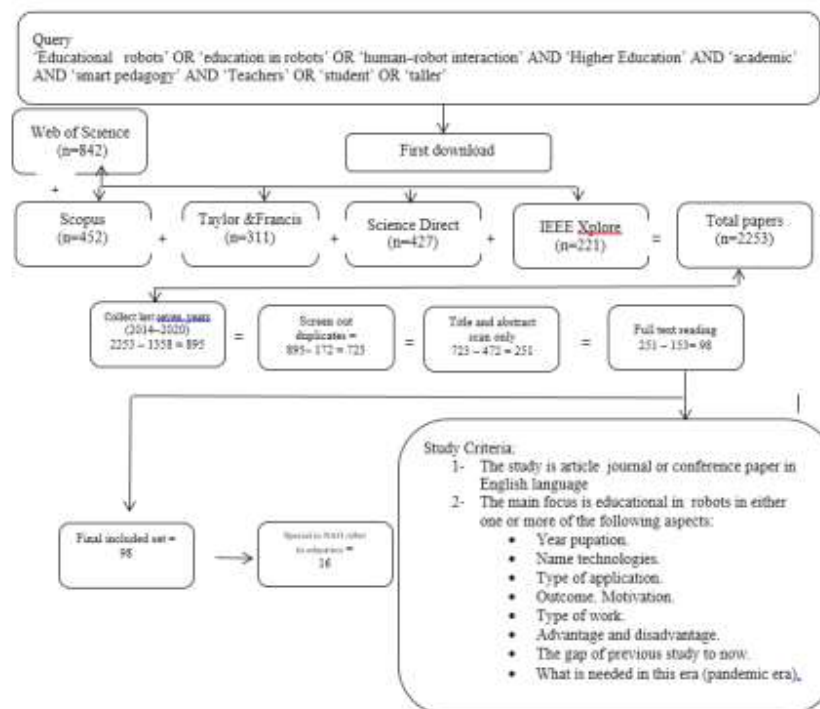 Query
‘Educational robots’ OR ‘education in robots’ OR ‘human–robot interaction’ AND ‘Higher Education’ AND ‘academic’
AND ‘smart pedagogy’ AND ‘Teachers’ OR ‘student’ OR ‘taller’
Web of Science
(n=842)
First download
+
Scopus
(n=452)
+
Taylor &Francis
(n=311)
+
Science Direct
(n=427)
+
IEEE Xplore
(n=221)
=
Total papers
(n=2253)
Collect last seven years
(2014–2020)
2253 – 1358 = 895
=
Screen out
duplicates =
895– 172 = 723
=
Title and abstract
scan only
723 – 472 = 251
=
Full text reading
251 – 153= 98
Study Criteria:
1- The study is article journal or conference paper in
English language
2- The main focus is educational in robots in either
one or more of the following aspects:
• Year pupation.
• Name technologies.
• Type of application.
• Outcome. Motivation.
• Type of work.
• Advantage and disadvantage.
• The gap of previous study to now.
• What is needed in this era (pandemic era).
Final included set =
98
robot
in education =
16